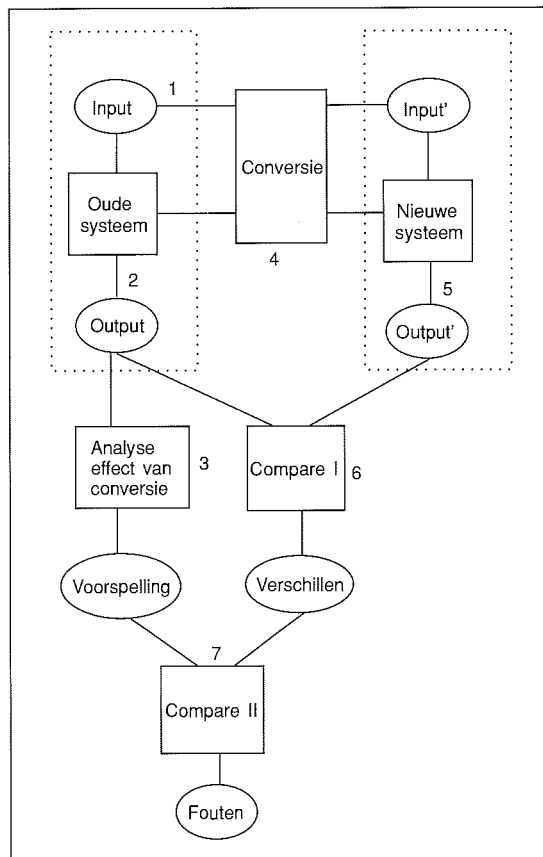 1
Input
Input'
Conversie
Oude
systeem
Nieuwe
systeem
4
2
5
Output
Output'
Analyse
effect van
conversie
3
Compare I
6
Voorspelling
Verschillen
7
Compare II
Fouten